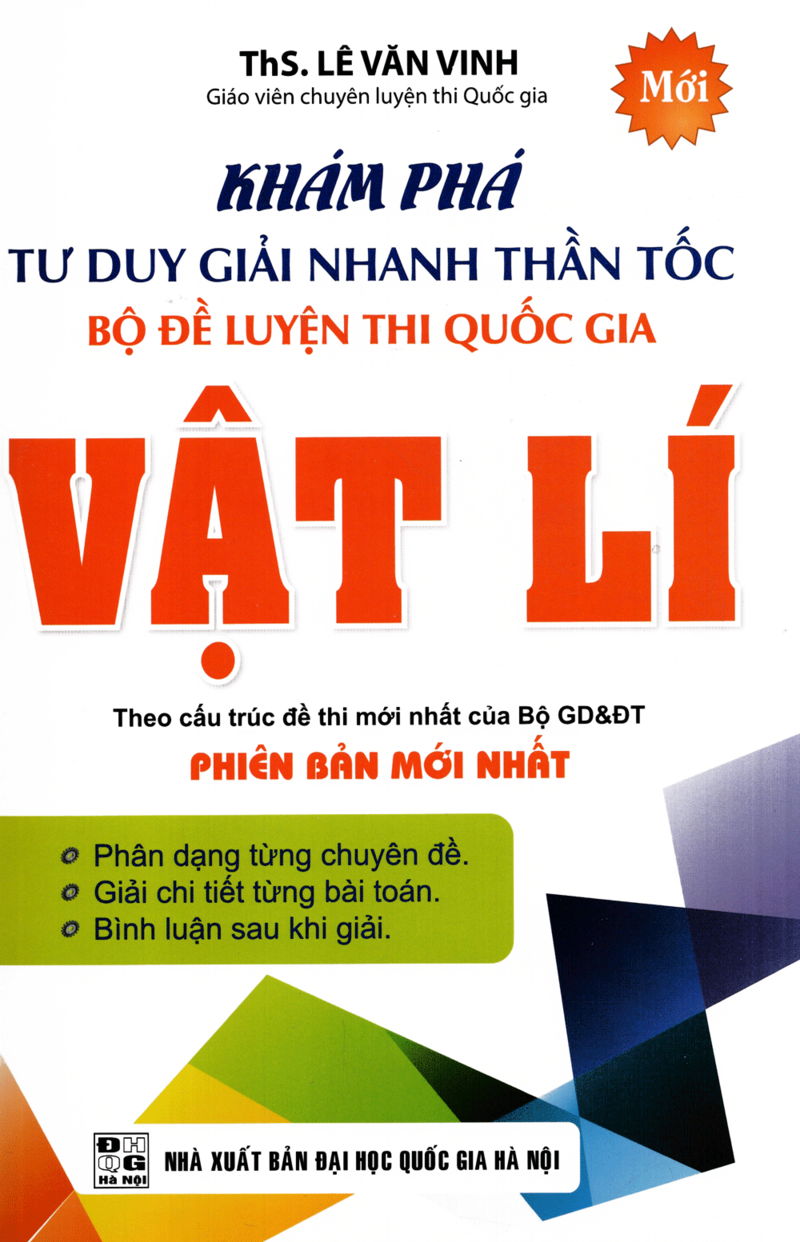 ThS. LÊ VĂN VINH
Giáo viên chuyên luyện thi Quốc gia
Mới
KHÁM PHÁ
TƯ DUY GIẢI NHANH THẦN TỐC
BỘ ĐỀ LUYỆN THI QUỐC GIA
VẬT LÍ
Theo cấu trúc đề thi mới nhất của Bộ GD&ĐT
PHIÊN BẢN MỚI NHẤT
Phân dạng từng chuyên đề.
Giải chi tiết từng bài toán.
Bình luận sau khi giải.
ĐH
QG
HÀ NỘI
NHÀ XUẤT BẢN ĐẠI HỌC QUỐC GIA HÀ NỘI